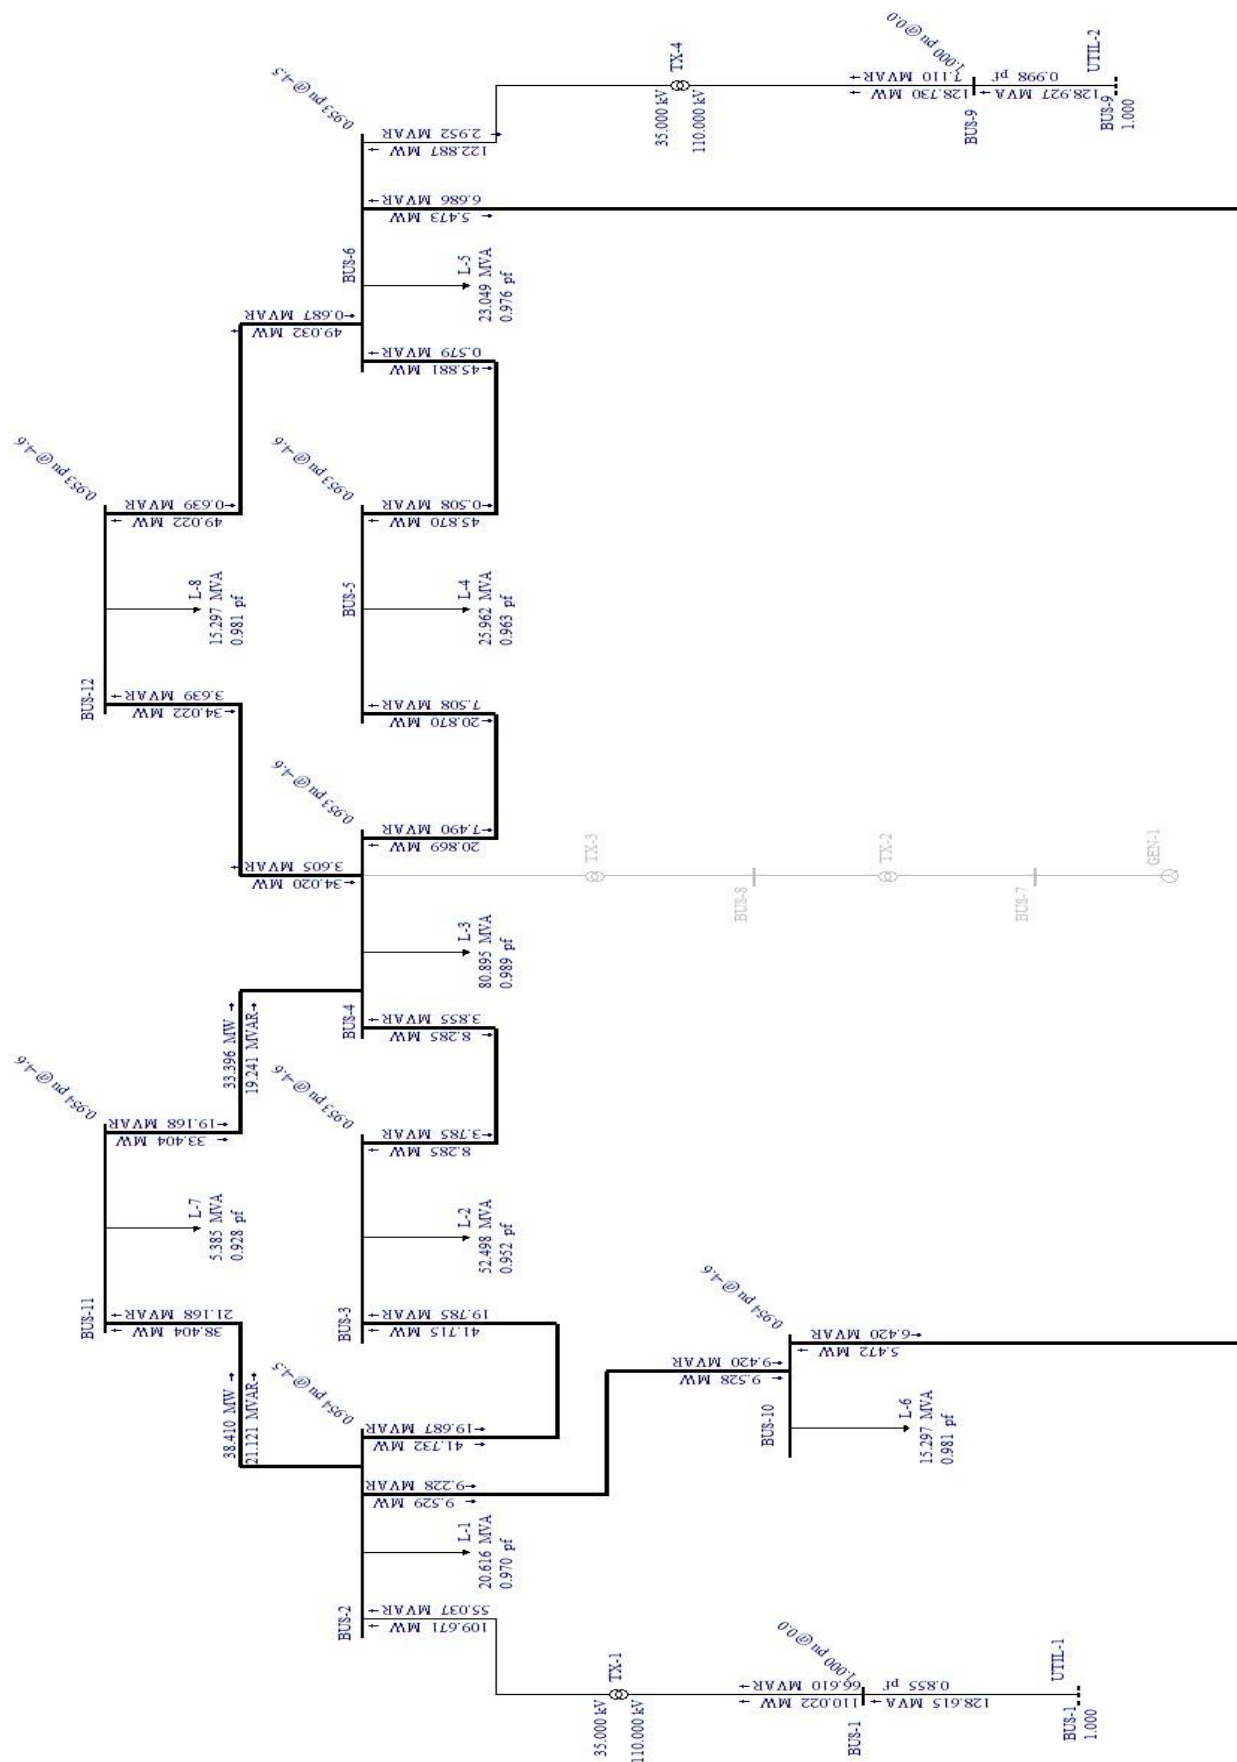 0.953 pu @-4.5
2.952 MVAR
122.887 MW
35.000 kV
110.000 kV
TX-4
1.000 pu @0.0
7.110 MVAR
128.730 MW
BUS-9
0.998 pf
128.927 MVA
UTIL-2
BUS-9
1.000
6.686 MVAR
5.473 MW
BUS-6
L-5
23.049 MVA
0.976 pf
0.687 MVAR
49.032 MW
0.579 MVAR
45.881 MW
0.953 pu @-4.6
0.639 MVAR
49.022 MW
0.953 pu @-4.6
0.508 MVAR
45.870 MW
L-8
15.297 MVA
0.981 pf
BUS-5
L-4
25.962 MVA
0.963 pf
BUS-12
3.639 MVAR
34.022 MW
7.508 MVAR
20.870 MW
0.953 pu @-4.6
7.490 MVAR
20.869 MW
3.605 MVAR
34.020 MW
TX-3
BUS-8
TX-2
BUS-7
GEN-1
L-3
80.895 MVA
0.989 pf
33.396 MW
19.241 MVAR
BUS-4
3.855 MVAR
8.285 MW
0.954 pu @-4.6
19.168 MVAR
33.404 MW
0.953 pu @-4.6
3.785 MVAR
8.285 MW
L-7
5.385 MVA
0.928 pf
L-2
52.498 MVA
0.952 pf
BUS-11
21.168 MVAR
38.404 MW
BUS-3
19.785 MVAR
41.715 MW
0.954 pu @-4.6
6.420 MVAR
5.472 MW
9.420 MVAR
9.528 MW
BUS-10
L-6
15.297 MVA
0.981 pf
38.410 MW
21.121 MVAR
0.954 pu @-4.5
19.687 MVAR
41.732 MW
9.228 MVAR
9.529 MW
L-1
20.616 MVA
0.970 pf
BUS-2
55.037 MVAR
109.671 MW
35.000 kV
110.000 kV
TX-1
1.000 pu @0.0
66.610 MVAR
110.022 MW
BUS-1
0.855 pf
128.615 MVA
UTIL-1
BUS-1
1.000